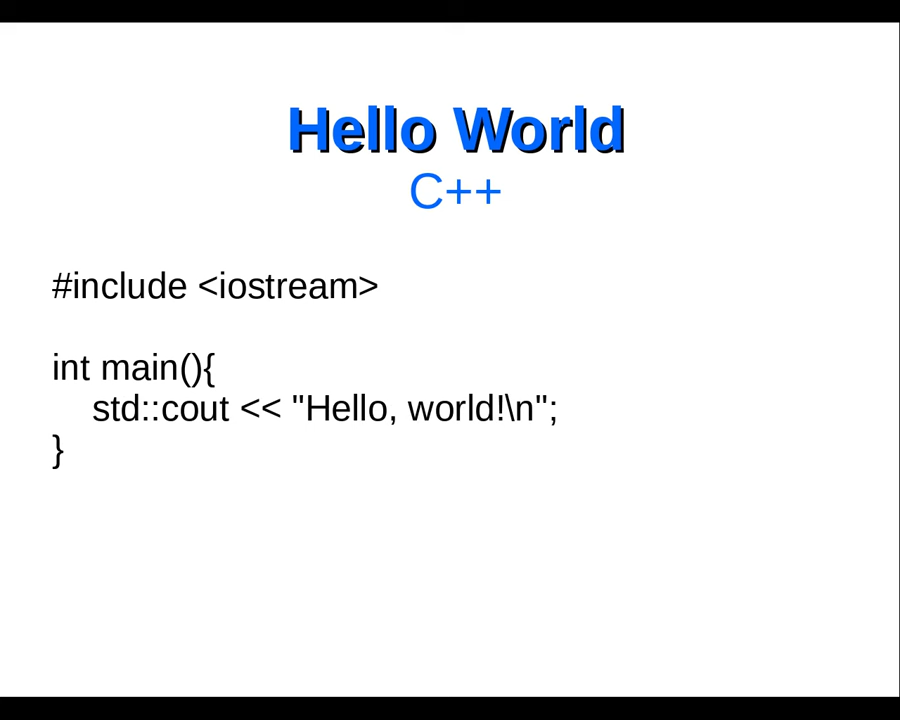 Hello World
C++
#include <iostream>
int main(){
std::cout << "Hello, world!\n";
}